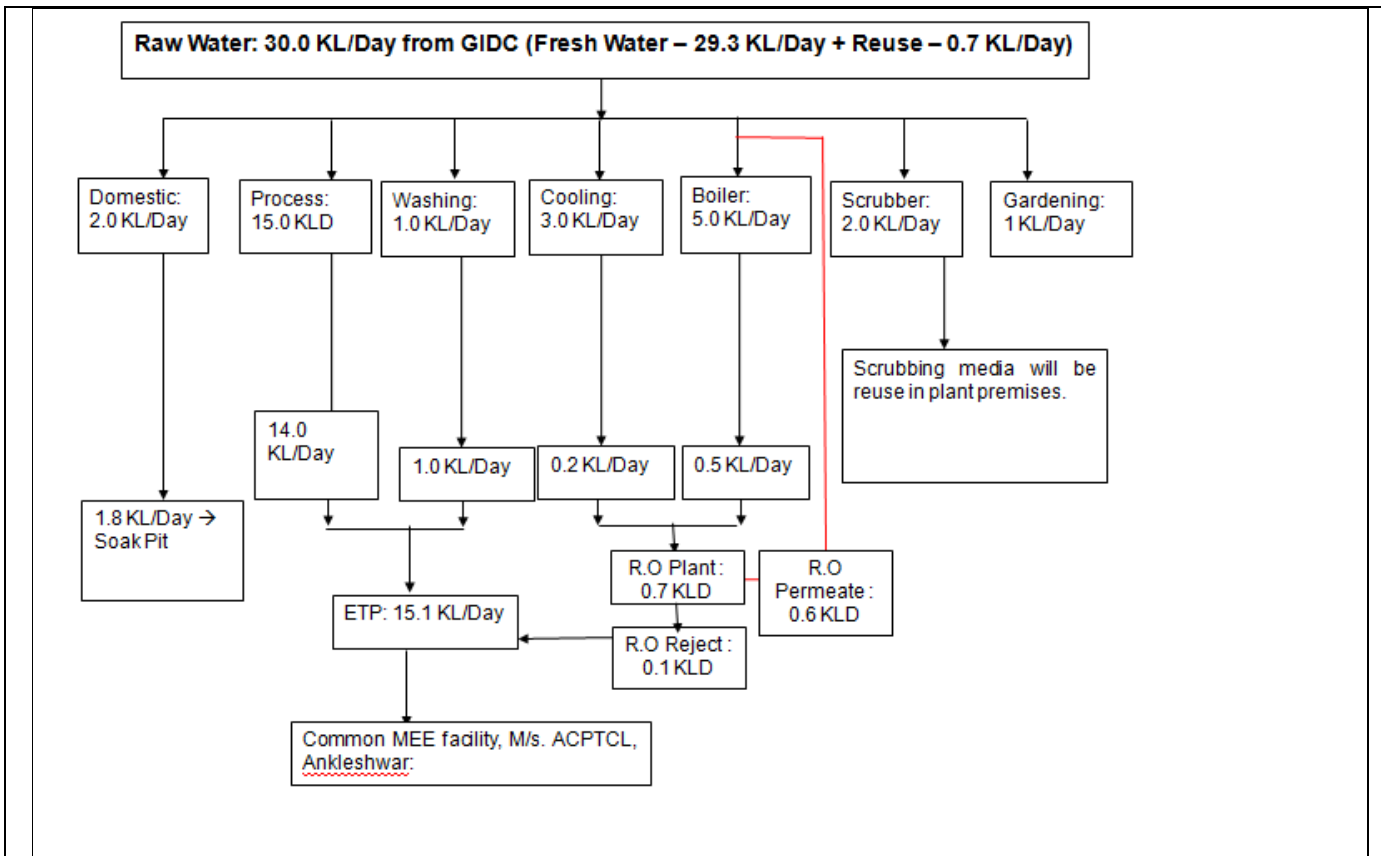 Raw Water: 30.0 KL/Day from GIDC (Fresh Water – 29.3 KL/Day + Reuse – 0.7 KL/Day)
Domestic:
2.0 KL/Day
Process:
15.0 KLD
Washing:
1.0 KL/Day
Cooling:
3.0 KL/Day
Boiler:
5.0 KL/Day
Scrubber:
2.0 KL/Day
Gardening:
1 KL/Day
Scrubbing media will be
reuse in plant premises.
14.0
KL/Day
1.0 KL/Day
0.2 KL/Day
0.5 KL/Day
1.8 KL/Day →
Soak Pit
R.O Plant :
0.7 KLD
R.O
Permeate :
0.6 KLD
ETP: 15.1 KL/Day
R.O Reject :
0.1 KLD
Common MEE facility, M/s. ACPTCL,
Ankleshwar: